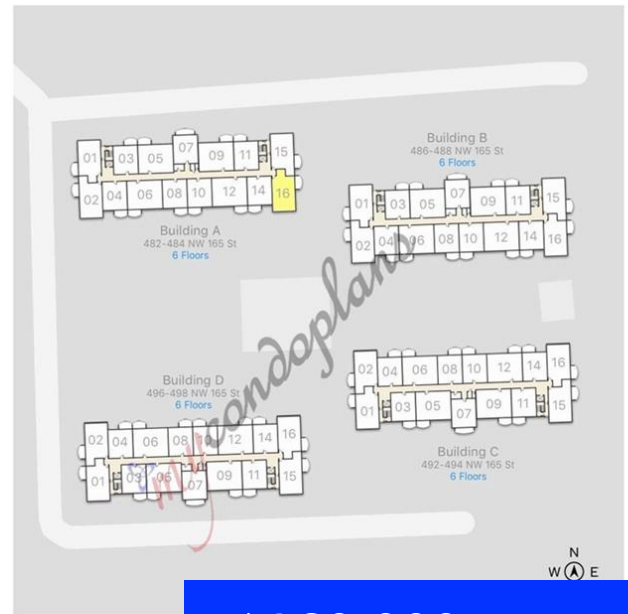 Building B
486-488 NW 165 St
6 Floors
01 03 05 07 09 11 15
02 04 06 08 10 12 14 16
Building A
482-484 NW 165 St
6 Floors
01 03 05 07 09 11 15
02 04 06 08 10 12 14 16
mycondoplans
Building D
496-498 NW 165 St
6 Floors
02 04 06 08 12 14 16
01 03 05 07 09 11 15
02 04 06 08 10 12 14 16
01 03 05 07 09 11 15
Building C
492-494 NW 165 St
6 Floors
N
W A E